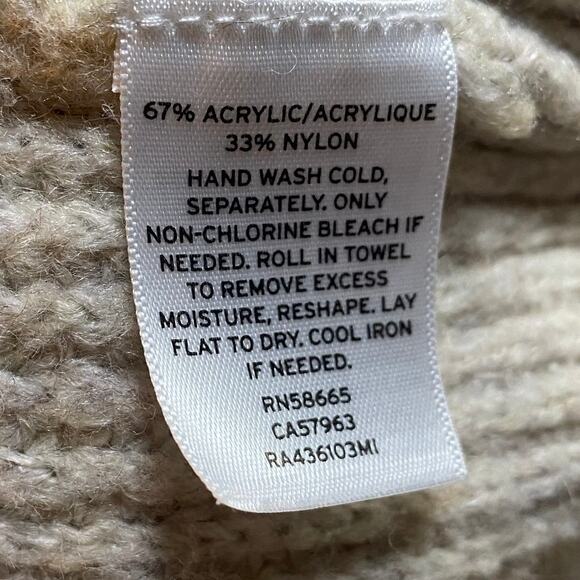 67% ACRYLIC/ACRYLIQUE
33% NYLON
HAND WASH COLD,
SEPARATELY. ONLY
NON-CHLORINE BLEACH IF
NEEDED. ROLL IN TOWEL
TO REMOVE EXCESS
MOISTURE, RESHAPE. LAY
FLAT TO DRY. COOL IRON
IF NEEDED.
RN58665
CA57963
RA436103MI